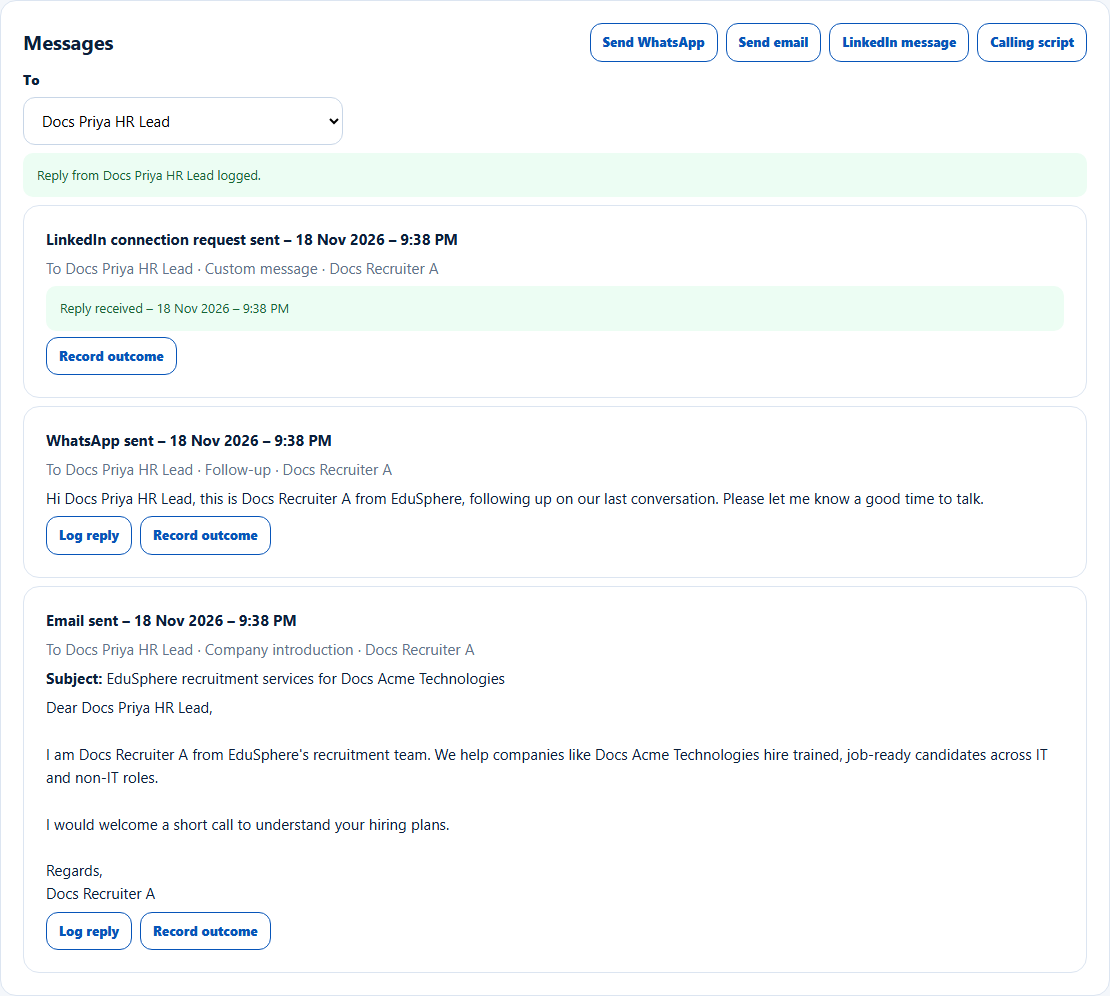 Messages
Send WhatsApp
Send email
LinkedIn message
Calling script
To
Docs Priya HR Lead
Reply from Docs Priya HR Lead logged.
LinkedIn connection request sent – 18 Nov 2026 – 9:38 PM
To Docs Priya HR Lead · Custom message · Docs Recruiter A
Reply received – 18 Nov 2026 – 9:38 PM
Record outcome
WhatsApp sent – 18 Nov 2026 – 9:38 PM
To Docs Priya HR Lead · Follow-up · Docs Recruiter A
Hi Docs Priya HR Lead, this is Docs Recruiter A from EduSphere, following up on our last conversation. Please let me know a good time to talk.
Log reply
Record outcome
Email sent – 18 Nov 2026 – 9:38 PM
To Docs Priya HR Lead · Company introduction · Docs Recruiter A
Subject: EduSphere recruitment services for Docs Acme Technologies
Dear Docs Priya HR Lead,
I am Docs Recruiter A from EduSphere's recruitment team. We help companies like Docs Acme Technologies hire trained, job-ready candidates across IT
and non-IT roles.
I would welcome a short call to understand your hiring plans.
Regards,
Docs Recruiter A
Log reply
Record outcome